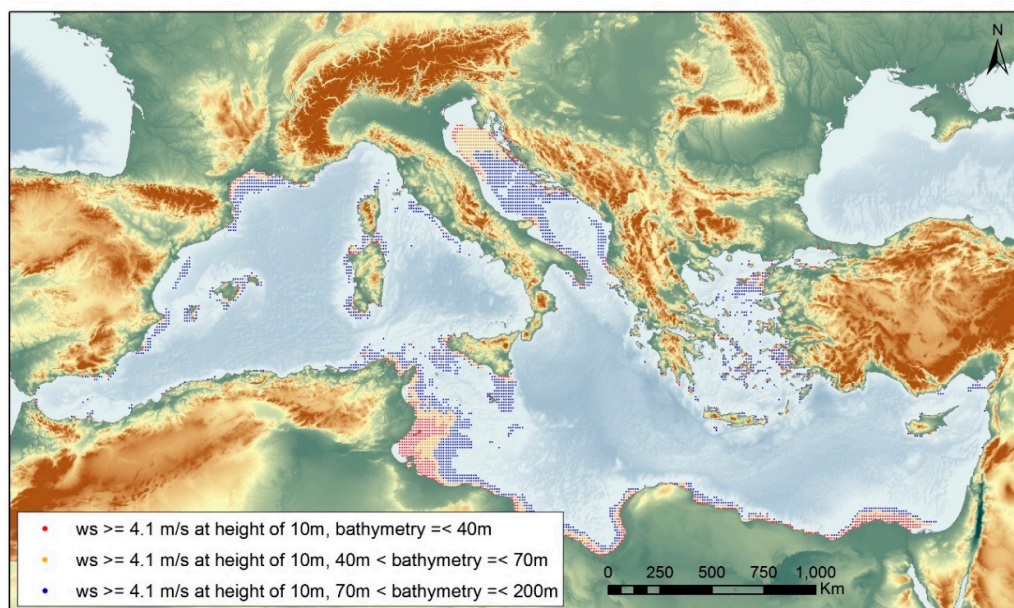 N
ws >= 4.1 m/s at height of 10m, bathymetry =< 40m
ws >= 4.1 m/s at height of 10m, 40m < bathymetry =< 70m
ws >= 4.1 m/s at height of 10m, 70m < bathymetry =< 200m
0 250 500 750 1,000
Km